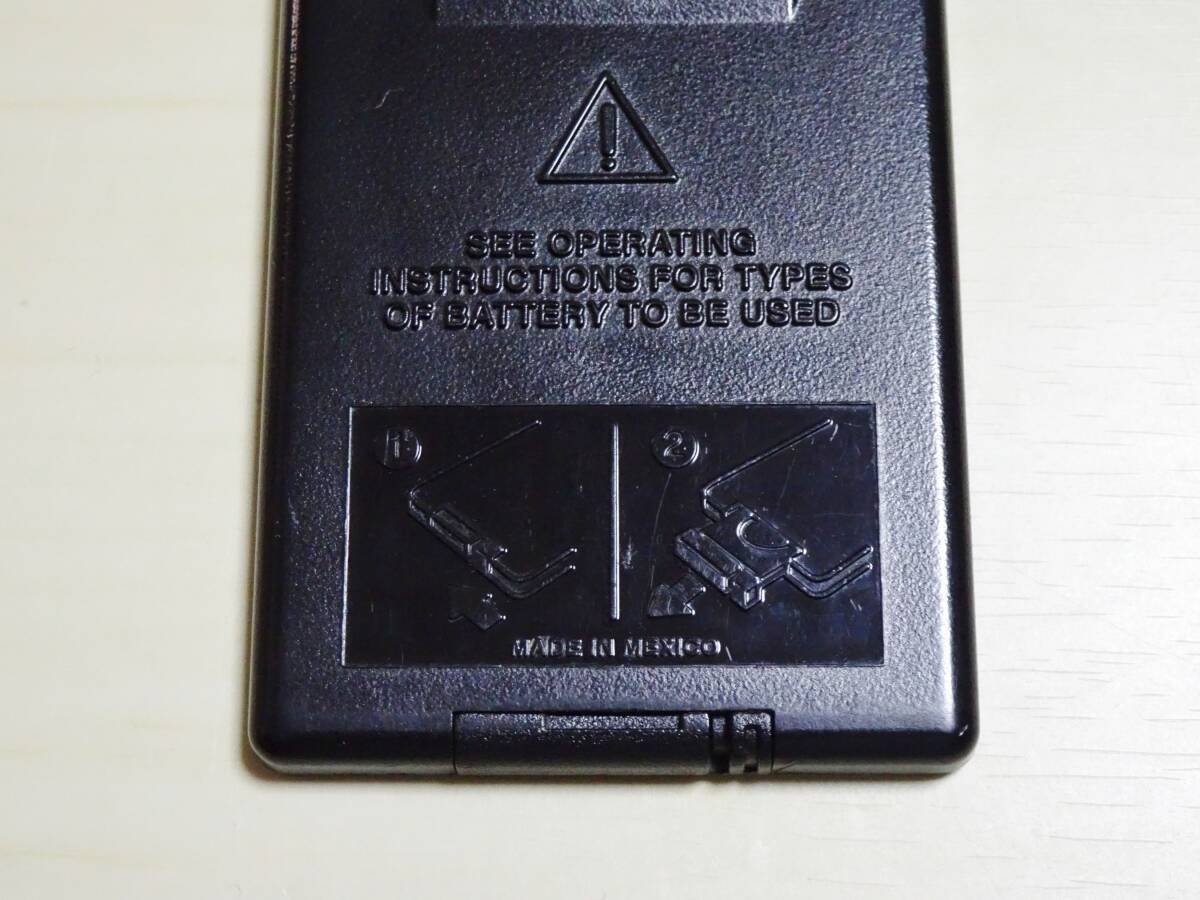 !
SEE OPERATING
INSTRUCTIONS FOR TYPES
OF BATTERY TO BE USED
1
2
MADE IN MEXICO